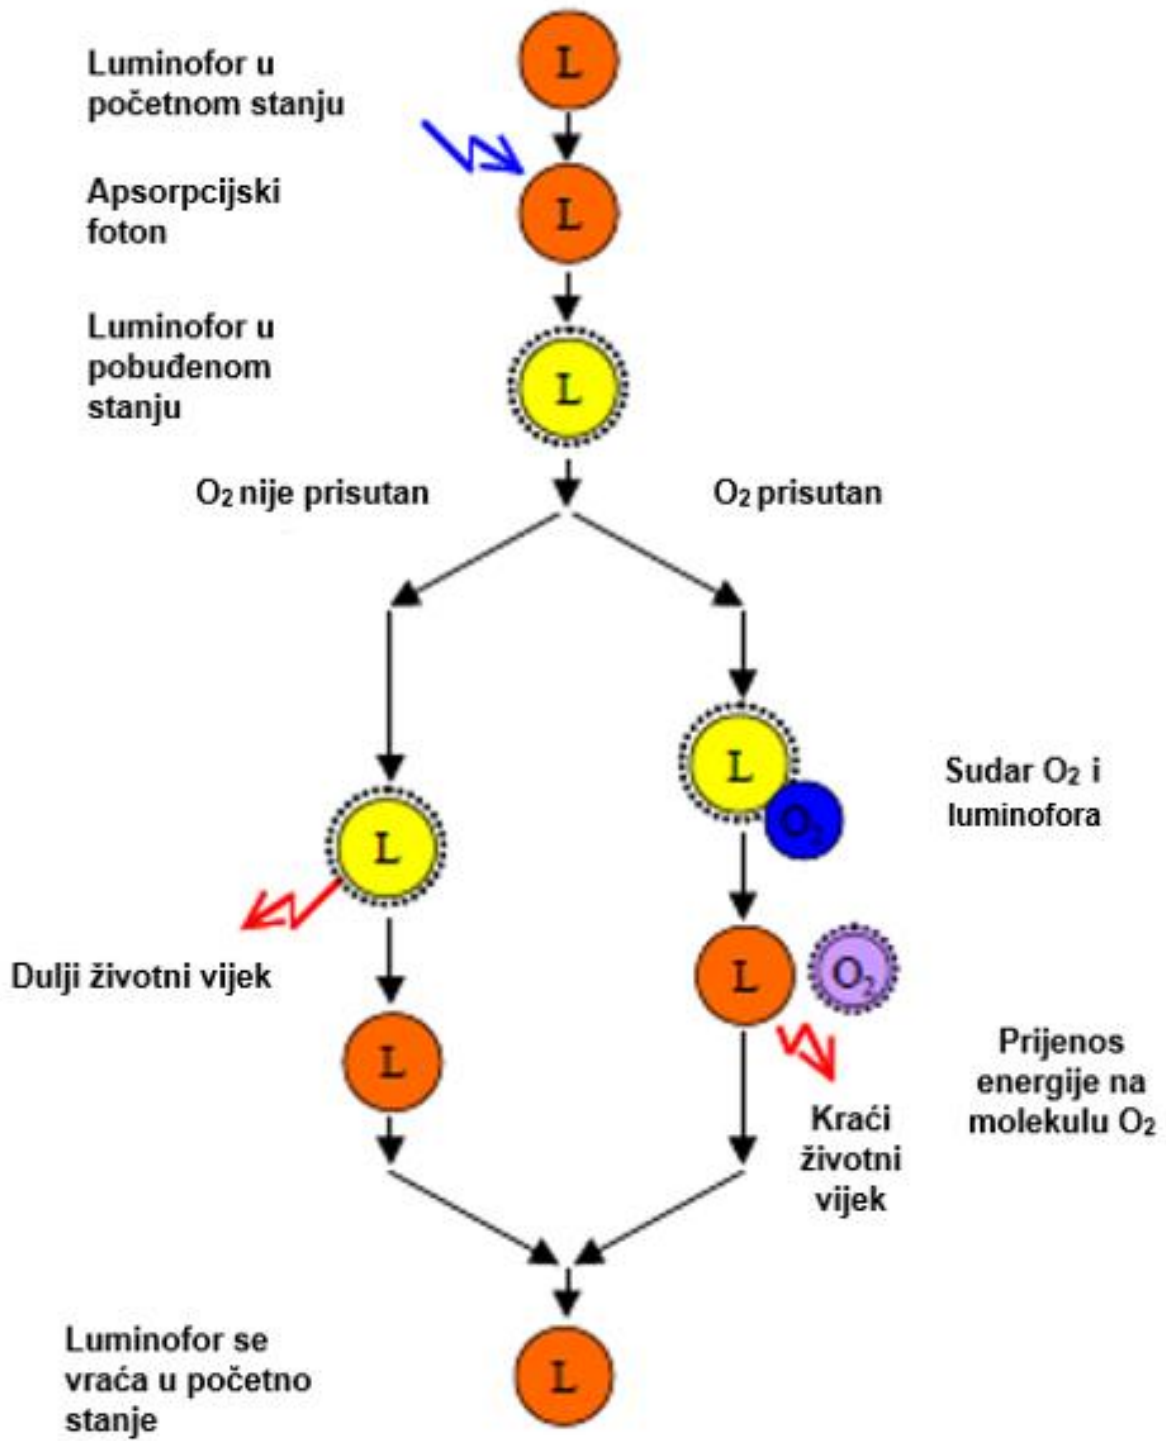 L
Luminofor u
početnom stanju
Apsorpcijski
foton
L
Luminofor u
pobuđenom
stanju
L
O₂ nije prisutan
O₂ prisutan
L
O₂
Sudar O₂ i
luminofora
L
Dulji životni vijek
L
O₂
L
Prijenos
energije na
molekulu O₂
Kraći
životni
vijek
Luminofor se
vraća u početno
stanje
L